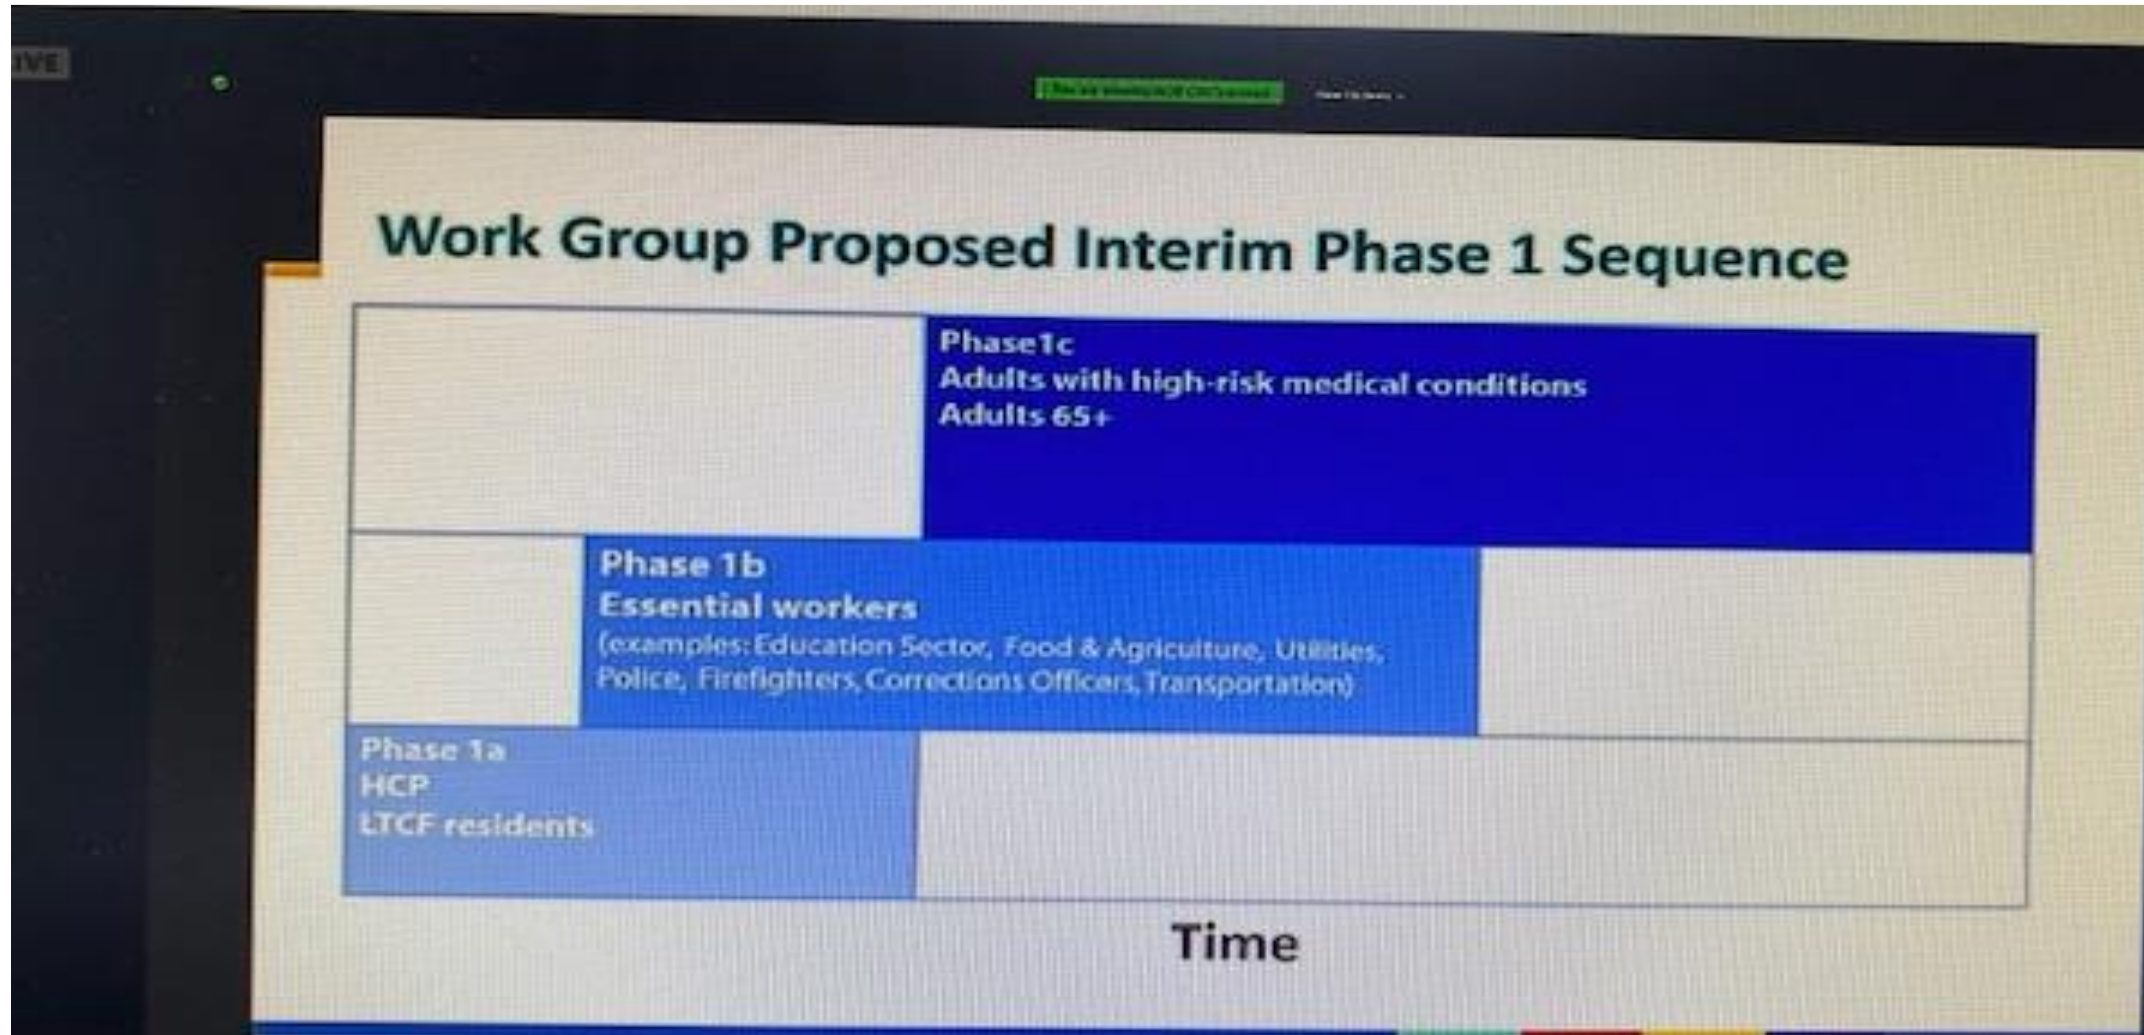 IVE
Work Group Proposed Interim Phase 1 Sequence
Phase1c
Adults with high-risk medical conditions
Adults 65+
Phase 1b
Essential workers
(examples: Education Sector, Food & Agriculture, Utilities,
Police, Firefighters, Corrections Officers, Transportation)
Phase 1a
HCP
LTCF residents
Time